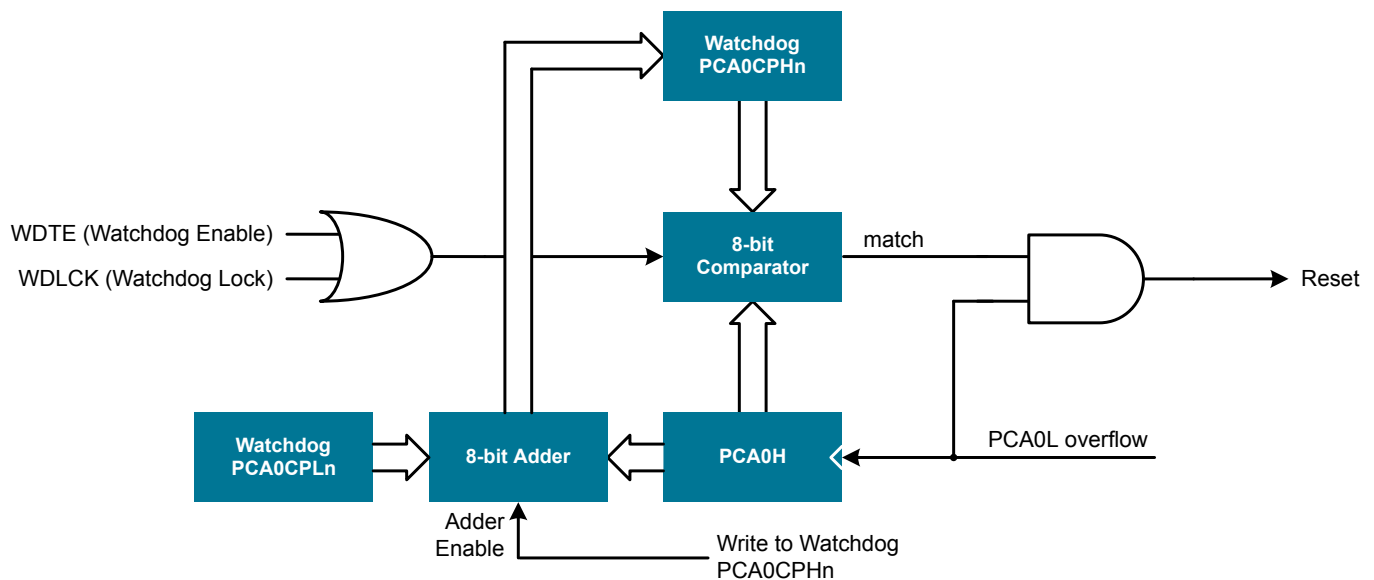 Watchdog
PCA0CPHn
WDTE (Watchdog Enable)
WDLCK (Watchdog Lock)
8-bit
Comparator
match
Reset
Watchdog
PCA0CPLn
8-bit Adder
PCA0H
PCA0L overflow
Adder
Enable
Write to Watchdog
PCA0CPHn